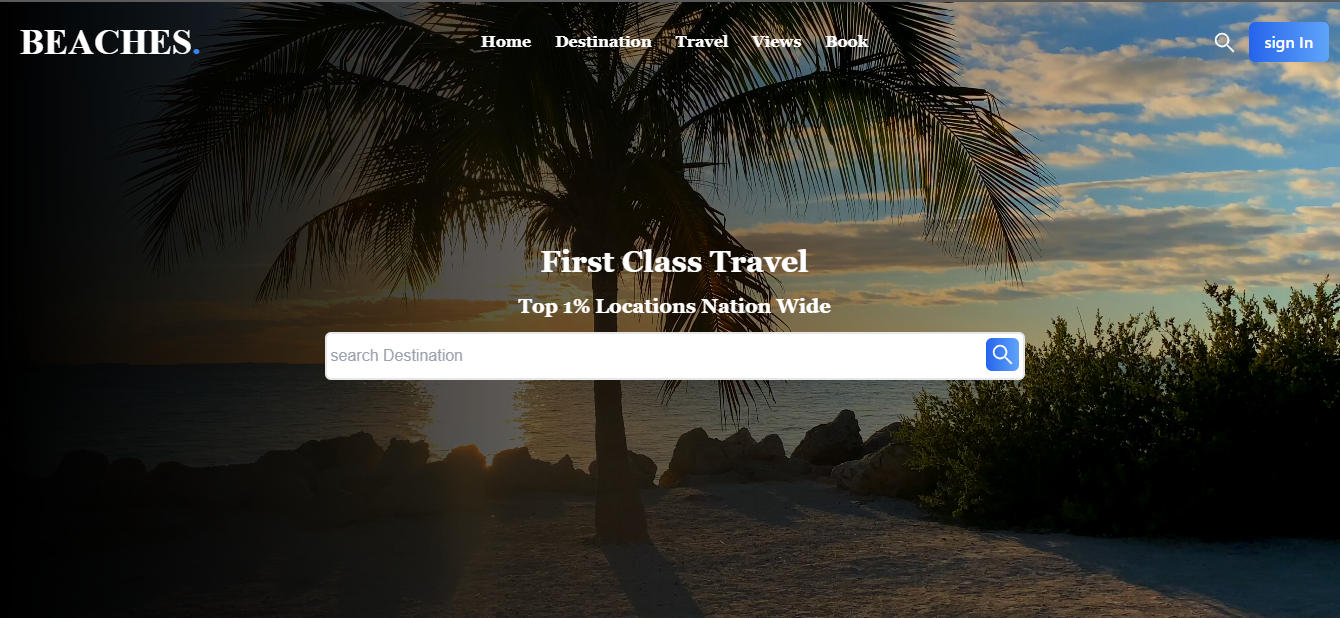 BEACHES.
Home Destination Travel Views Book
sign In
First Class Travel
Top 1% Locations Nation Wide
search Destination